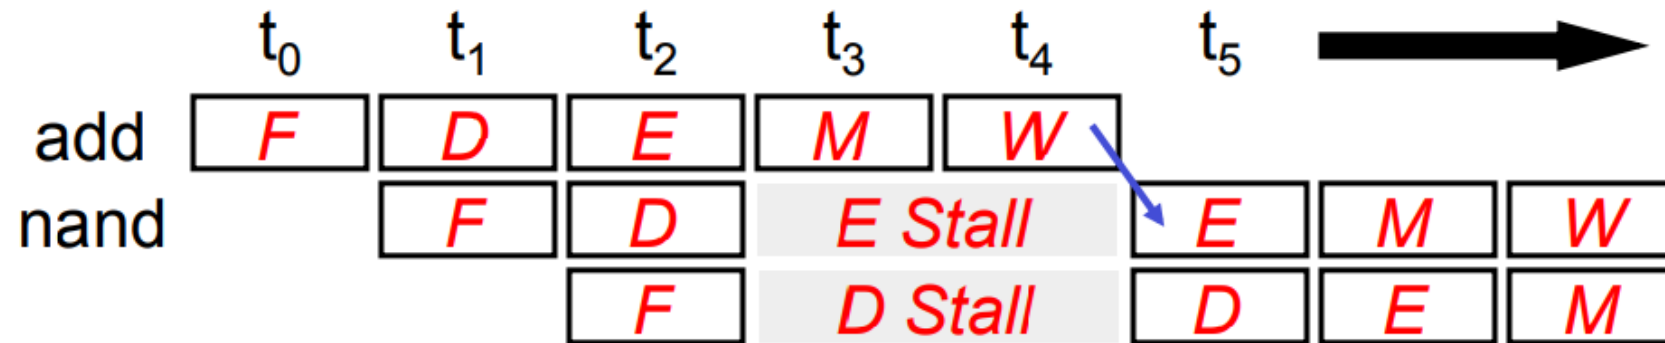 t₀ t₁ t₂ t₃ t₄ t₅
add F D E M W
nand F D E Stall E M W
F D Stall D E M